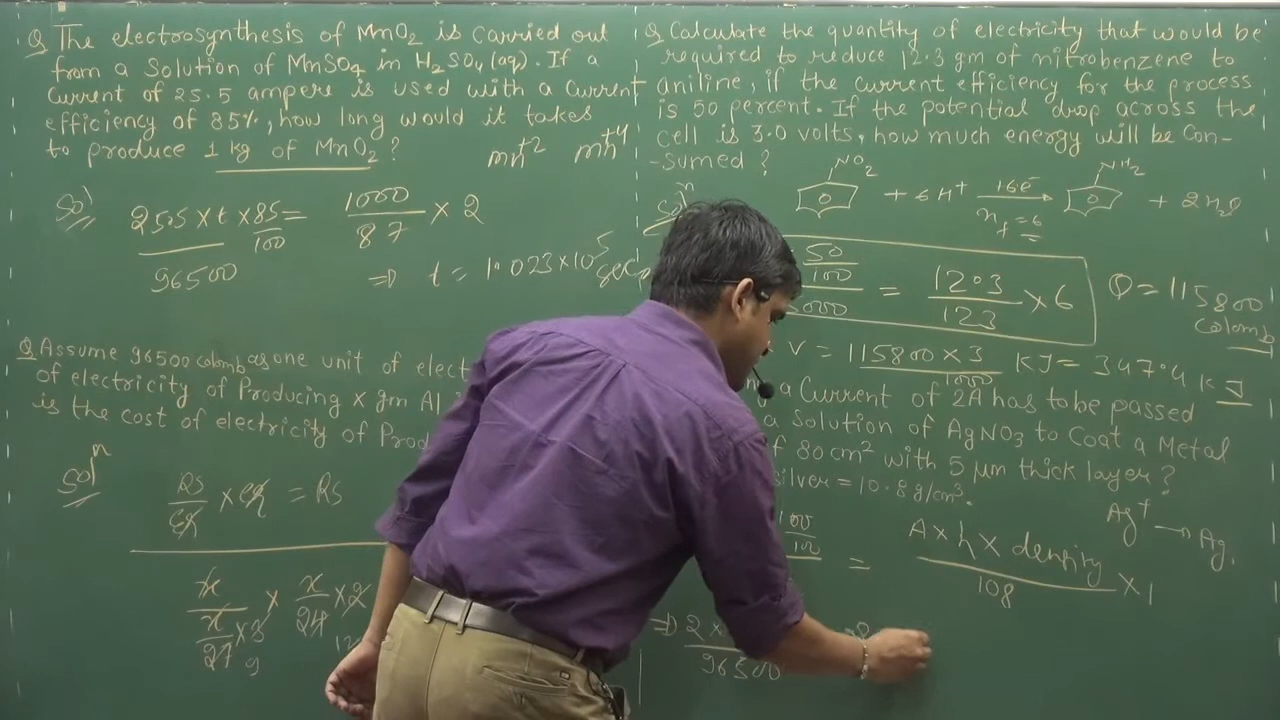 Q The electrosynthesis of MnO2 is carried out
from a Solution of MnSO4 in H2SO4 (aq). If a
Current of 25.5 ampere is used with a current
efficiency of 85%, how long would it takes
to produce 1 kg of MnO2?
mn+2 mn+4
Sol
25.5 × t × 85/100 / 96500 = 1000/87 × 2
⇒ t = 1.023×10^5 sec
Q Assume 96500 colomb as one unit of elect
of electricity of Producing x gm Al
is the cost of electricity of Prod
Soln
RS
× = RS
x/27 × 3 × x/24 × 2
9 12
Q Calculate the quantity of electricity that would be
required to reduce 12.3 gm of nitrobenzene to
aniline, if the current efficiency for the process
is 50 percent. If the potential drop across the
cell is 3.0 volts, how much energy will be Con-
-sumed?
Soln
NO2 + 6H+ 16e- → NH2 + 2H2O
nf = 6
50/100 = 12.3/123 × 6
Q = 115800
Colomb
V = 115800×3/1000 KJ = 347.4 KJ
a Current of 2A has to be passed
a Solution of AgNO3 to Coat a Metal
80 cm2 with 5 µm thick layer?
silver = 10.8 g/cm3.
Ag+ → Ag
100/100 = A × h × density/108 × 1
⇒ 2 × /96500